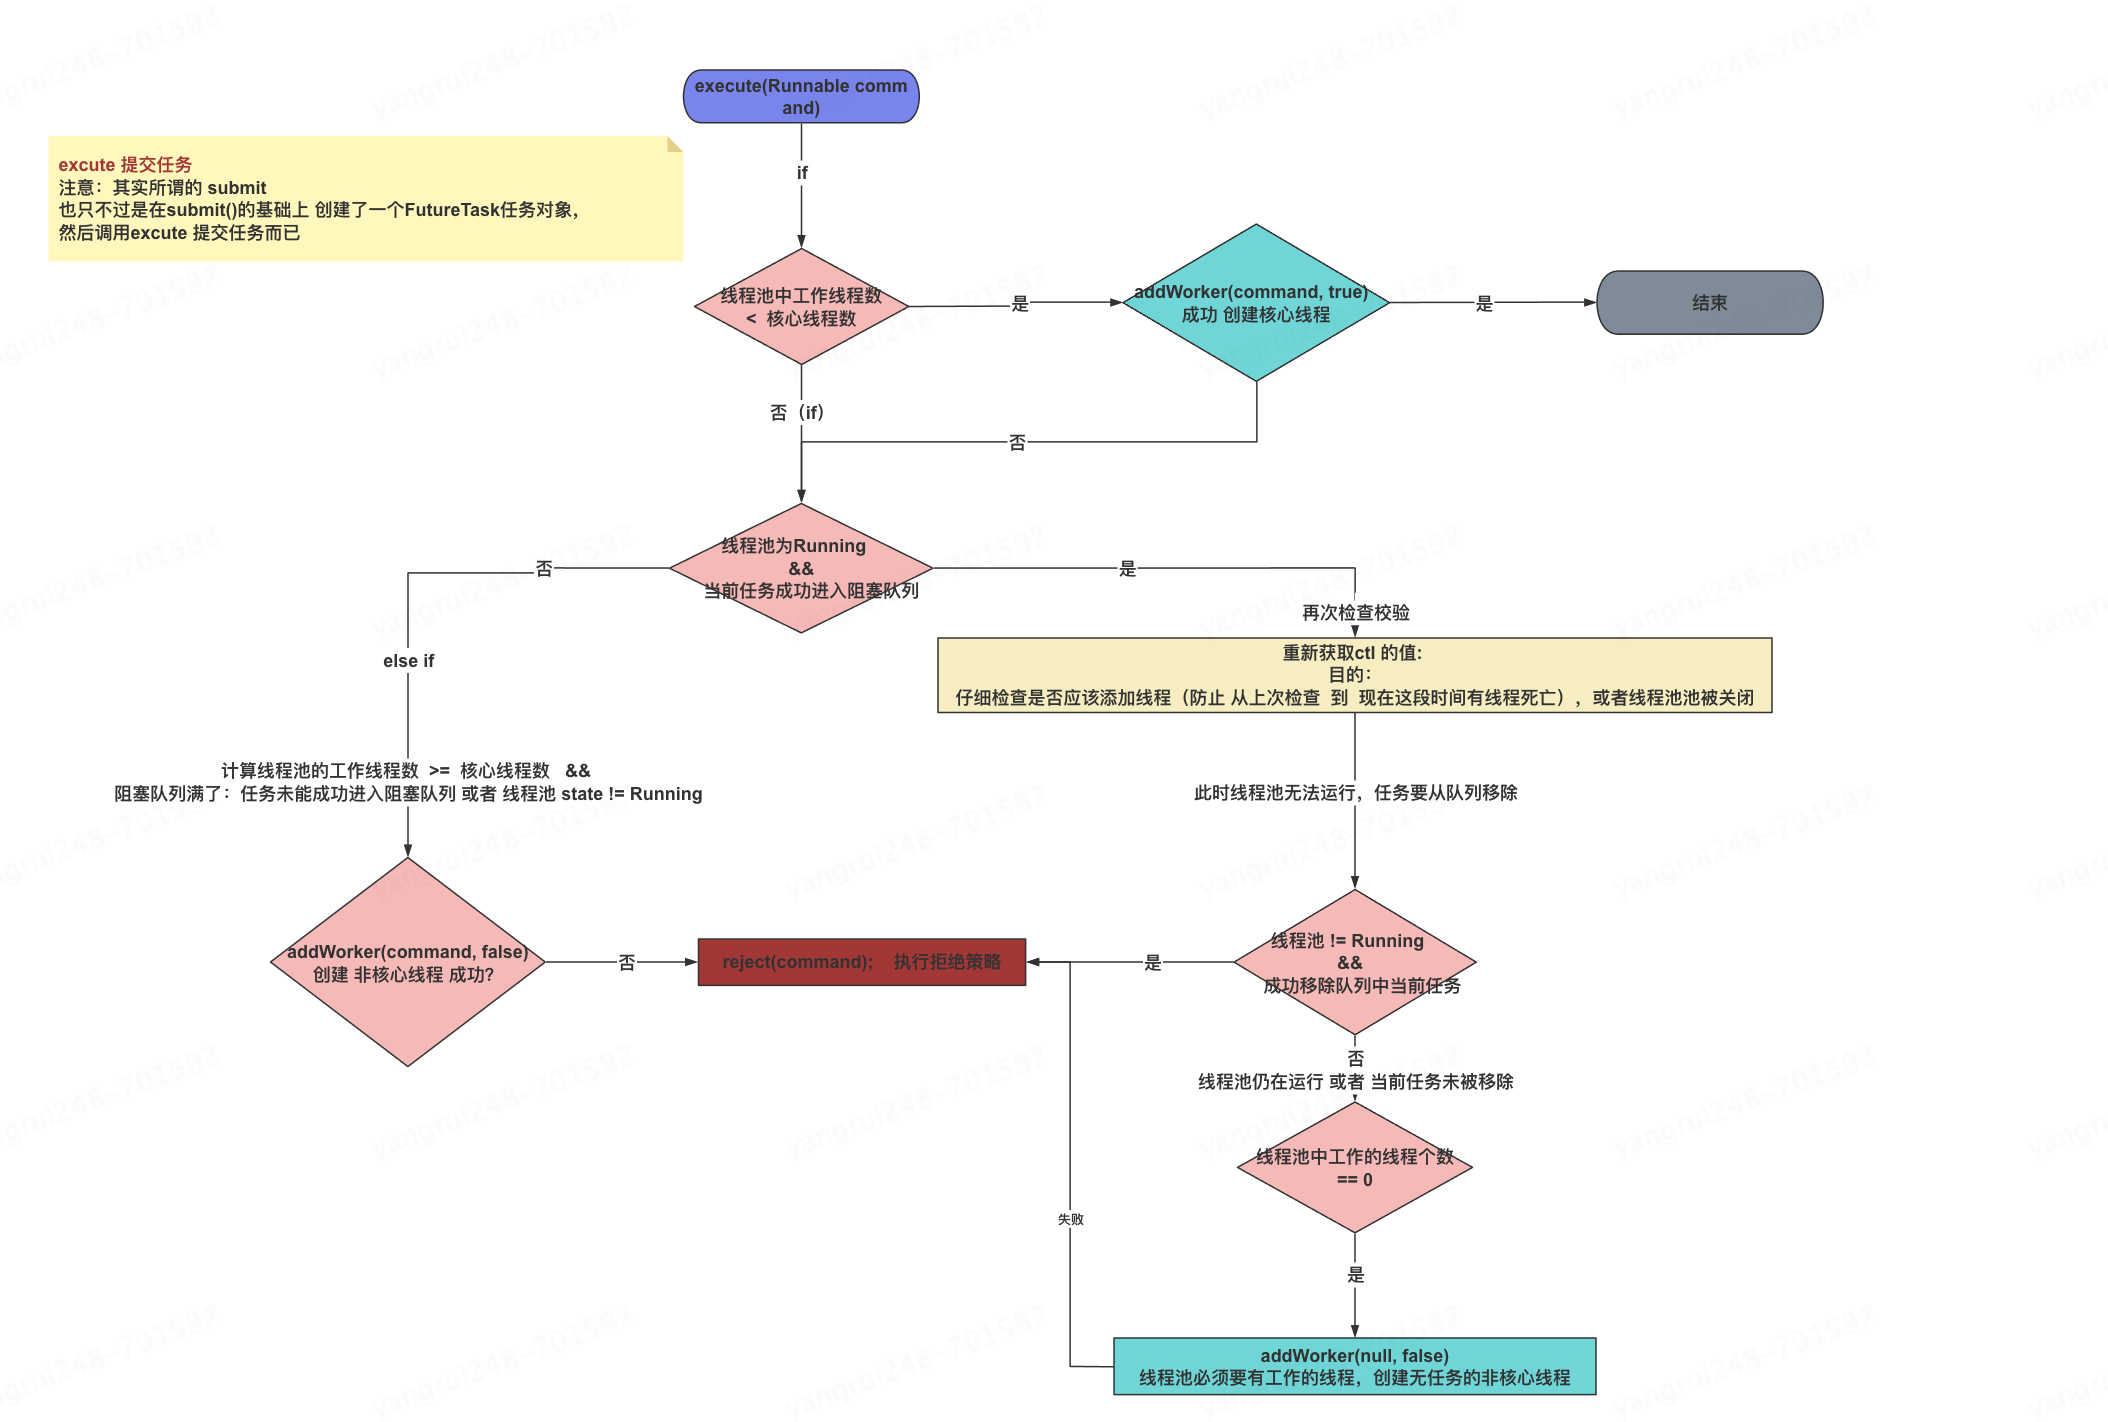 execute(Runnable comm
and)
excute 提交任务
注意：其实所谓的 submit
也只不过是在submit()的基础上 创建了一个FutureTask任务对象，
然后调用excute 提交任务而已
if
线程池中工作线程数
< 核心线程数
是
addWorker(command, true)
成功 创建核心线程
是
结束
否（if）
否
线程池为Running
&&
当前任务成功进入阻塞队列
否
是
再次检查校验
else if
重新获取ctl 的值:
目的：
仔细检查是否应该添加线程（防止 从上次检查 到 现在这段时间有线程死亡），或者线程池池被关闭
计算线程池的工作线程数 >= 核心线程数 &&
阻塞队列满了：任务未能成功进入阻塞队列 或者 线程池 state != Running
此时线程池无法运行，任务要从队列移除
addWorker(command, false)
创建 非核心线程 成功?
否
reject(command); 执行拒绝策略
是
线程池 != Running
&&
成功移除队列中当前任务
否
线程池仍在运行 或者 当前任务未被移除
线程池中工作的线程个数
== 0
失败
是
addWorker(null, false)
线程池必须要有工作的线程，创建无任务的非核心线程